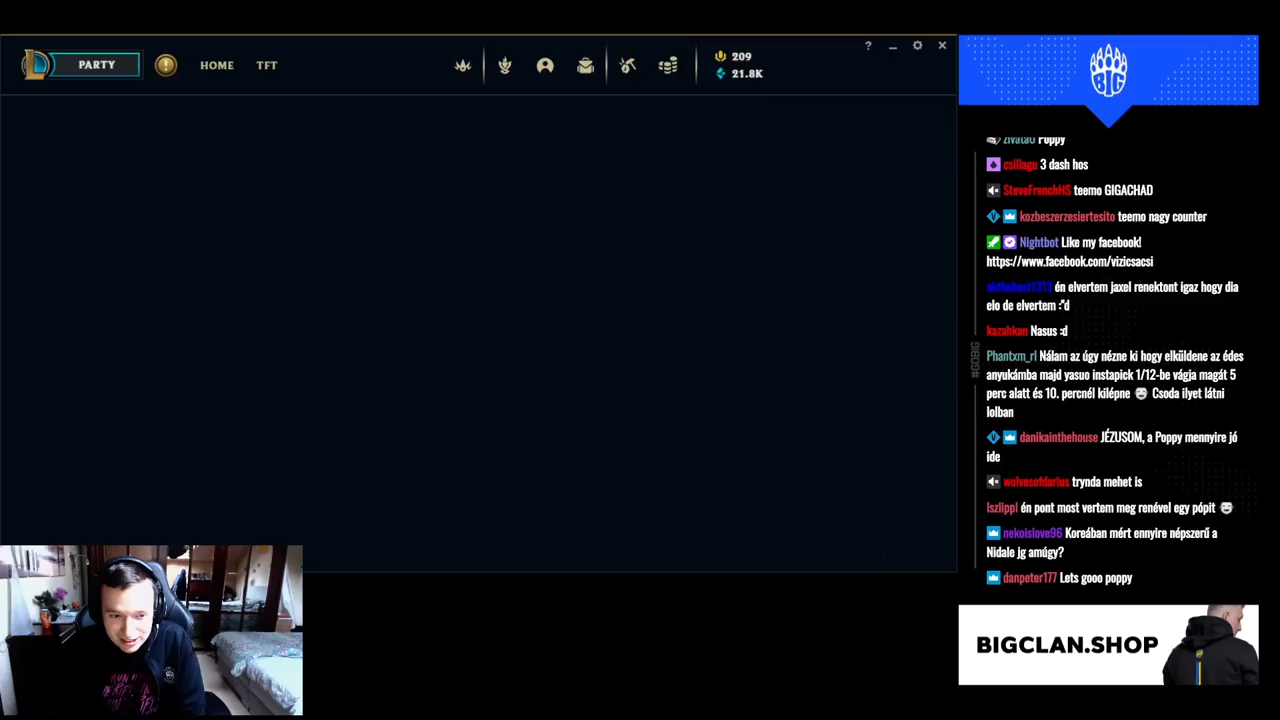 PARTY
HOME
TFT
209
21.8K
?
BIG
zivata0 Poppy
csillagu 3 dash hos
SteveFrenchHS teemo GIGACHAD
kozbeszerzesiertesito teemo nagy counter
Nightbot Like my facebook!
https://www.facebook.com/vizicsacsi
én elvertem jaxel renektont igaz hogy dia
elo de elvertem :"d
kazahkan Nasus :d
Phantxm_rl Nálam az úgy nézne ki hogy elküldene az édes
anyukámba majd yasuo instapick 1/12-be vágja magát 5
perc alatt és 10. percnél kilépne Csoda ilyet látni
lolban
danikainthehouse JÉZUSOM, a Poppy mennyire jó
ide
wolvesofdarius trynda mehet is
lszlippl én pont most vertem meg renével egy pópit
nekoislove96 Koreában mért ennyire népszerű a
Nidale jg amúgy?
danpeter177 Lets gooo poppy
#GOBIG
BIGCLAN.SHOP